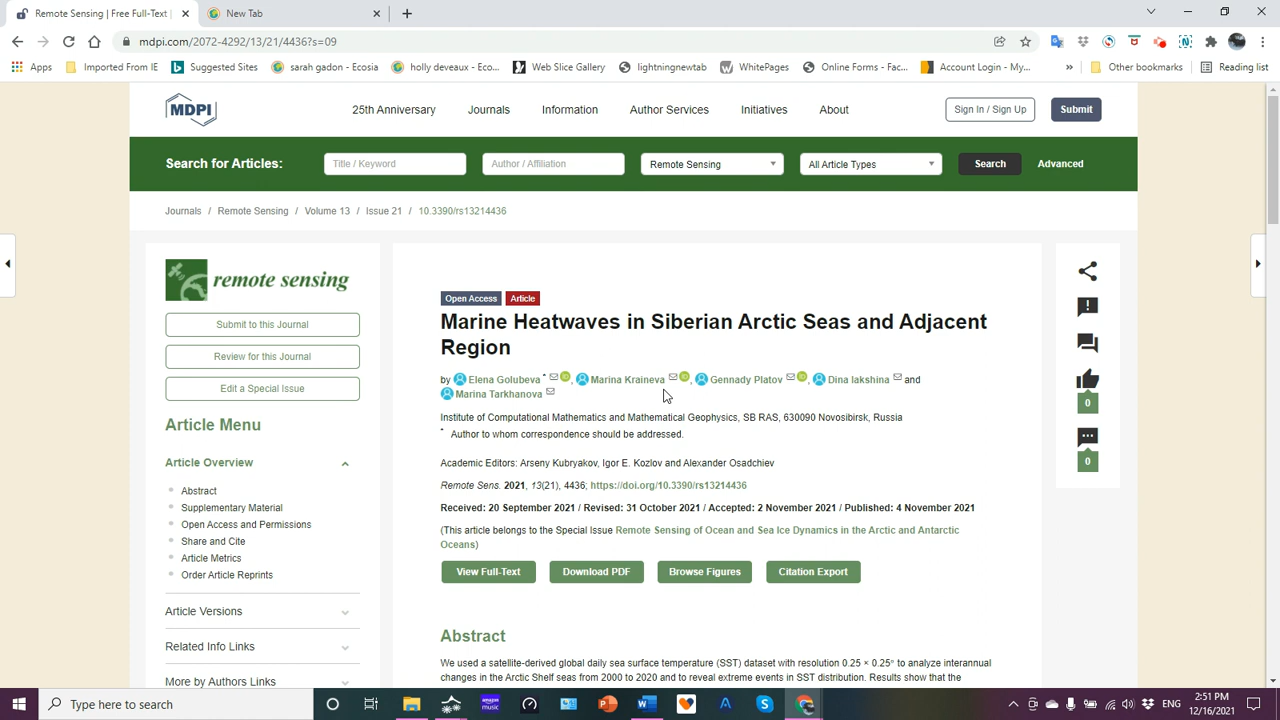 Remote Sensing | Free Full-Text |
New Tab
mdpi.com/2072-4292/13/21/4436?s=09
Apps
Imported From IE
Suggested Sites
sarah gadon - Ecosia
holly deveaux - Eco...
Web Slice Gallery
lightningnewtab
WhitePages
Online Forms - Fac...
Account Login - My...
»
Other bookmarks
Reading list
MDPI
25th Anniversary
Journals
Information
Author Services
Initiatives
About
Sign In / Sign Up
Submit
Search for Articles:
Title / Keyword
Author / Affiliation
Remote Sensing
All Article Types
Search
Advanced
Journals / Remote Sensing / Volume 13 / Issue 21 / 10.3390/rs13214436
remote sensing
Submit to this Journal
Review for this Journal
Edit a Special Issue
Article Menu
Article Overview
Abstract
Supplementary Material
Open Access and Permissions
Share and Cite
Article Metrics
Order Article Reprints
Article Versions
Related Info Links
More by Authors Links
Open Access
Article
Marine Heatwaves in Siberian Arctic Seas and Adjacent
Region
by Elena Golubeva *, Marina Kraineva, Gennady Platov, Dina Iakshina and
Marina Tarkhanova
Institute of Computational Mathematics and Mathematical Geophysics, SB RAS, 630090 Novosibirsk, Russia
* Author to whom correspondence should be addressed.
Academic Editors: Arseny Kubryakov, Igor E. Kozlov and Alexander Osadchiev
Remote Sens. 2021, 13(21), 4436; https://doi.org/10.3390/rs13214436
Received: 20 September 2021 / Revised: 31 October 2021 / Accepted: 2 November 2021 / Published: 4 November 2021
(This article belongs to the Special Issue Remote Sensing of Ocean and Sea Ice Dynamics in the Arctic and Antarctic
Oceans)
View Full-Text
Download PDF
Browse Figures
Citation Export
Abstract
We used a satellite-derived global daily sea surface temperature (SST) dataset with resolution 0.25 × 0.25° to analyze interannual
changes in the Arctic Shelf seas from 2000 to 2020 and to reveal extreme events in SST distribution. Results show that the
0
0
Type here to search
ENG
2:51 PM
12/16/2021